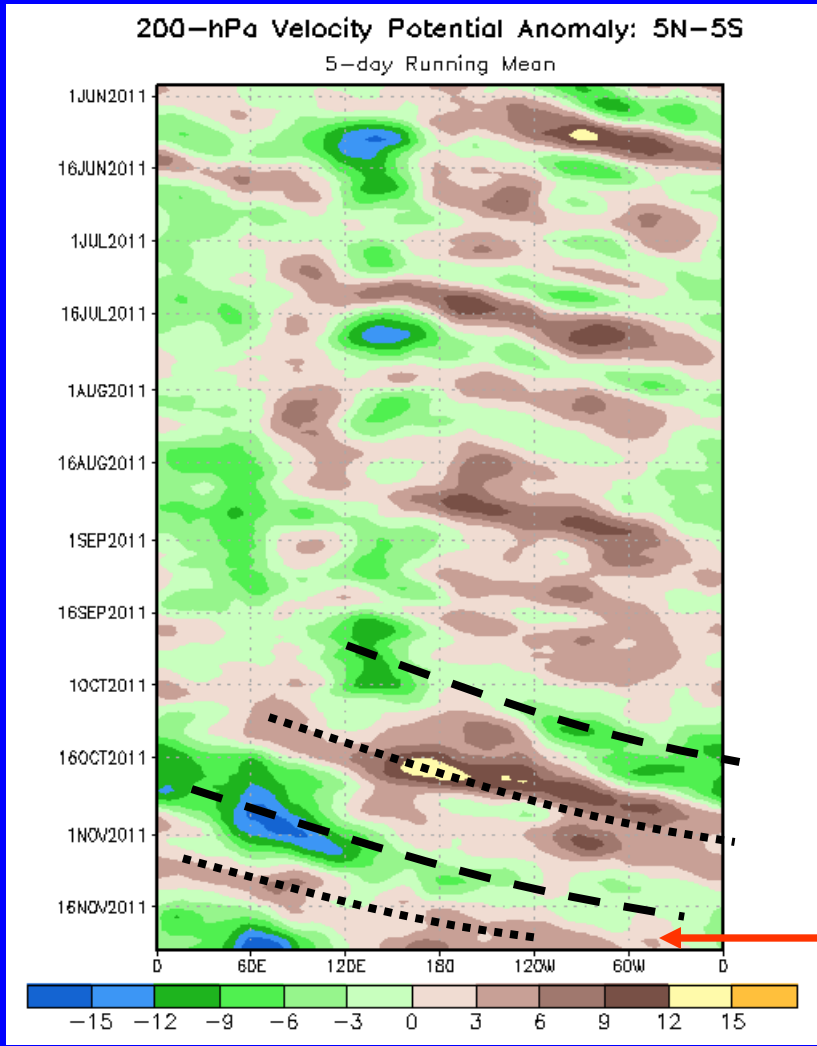 200-hPa Velocity Potential Anomaly: 5N-5S
5-day Running Mean
1JUN2011
16JUN2011
1JUL2011
16JUL2011
1AUG2011
16AUG2011
1SEP2011
16SEP2011
1OCT2011
16OCT2011
1NOV2011
16NOV2011
0 60E 120E 180 120W 60W 0
-15 -12 -9 -6 -3 0 3 6 9 12 15